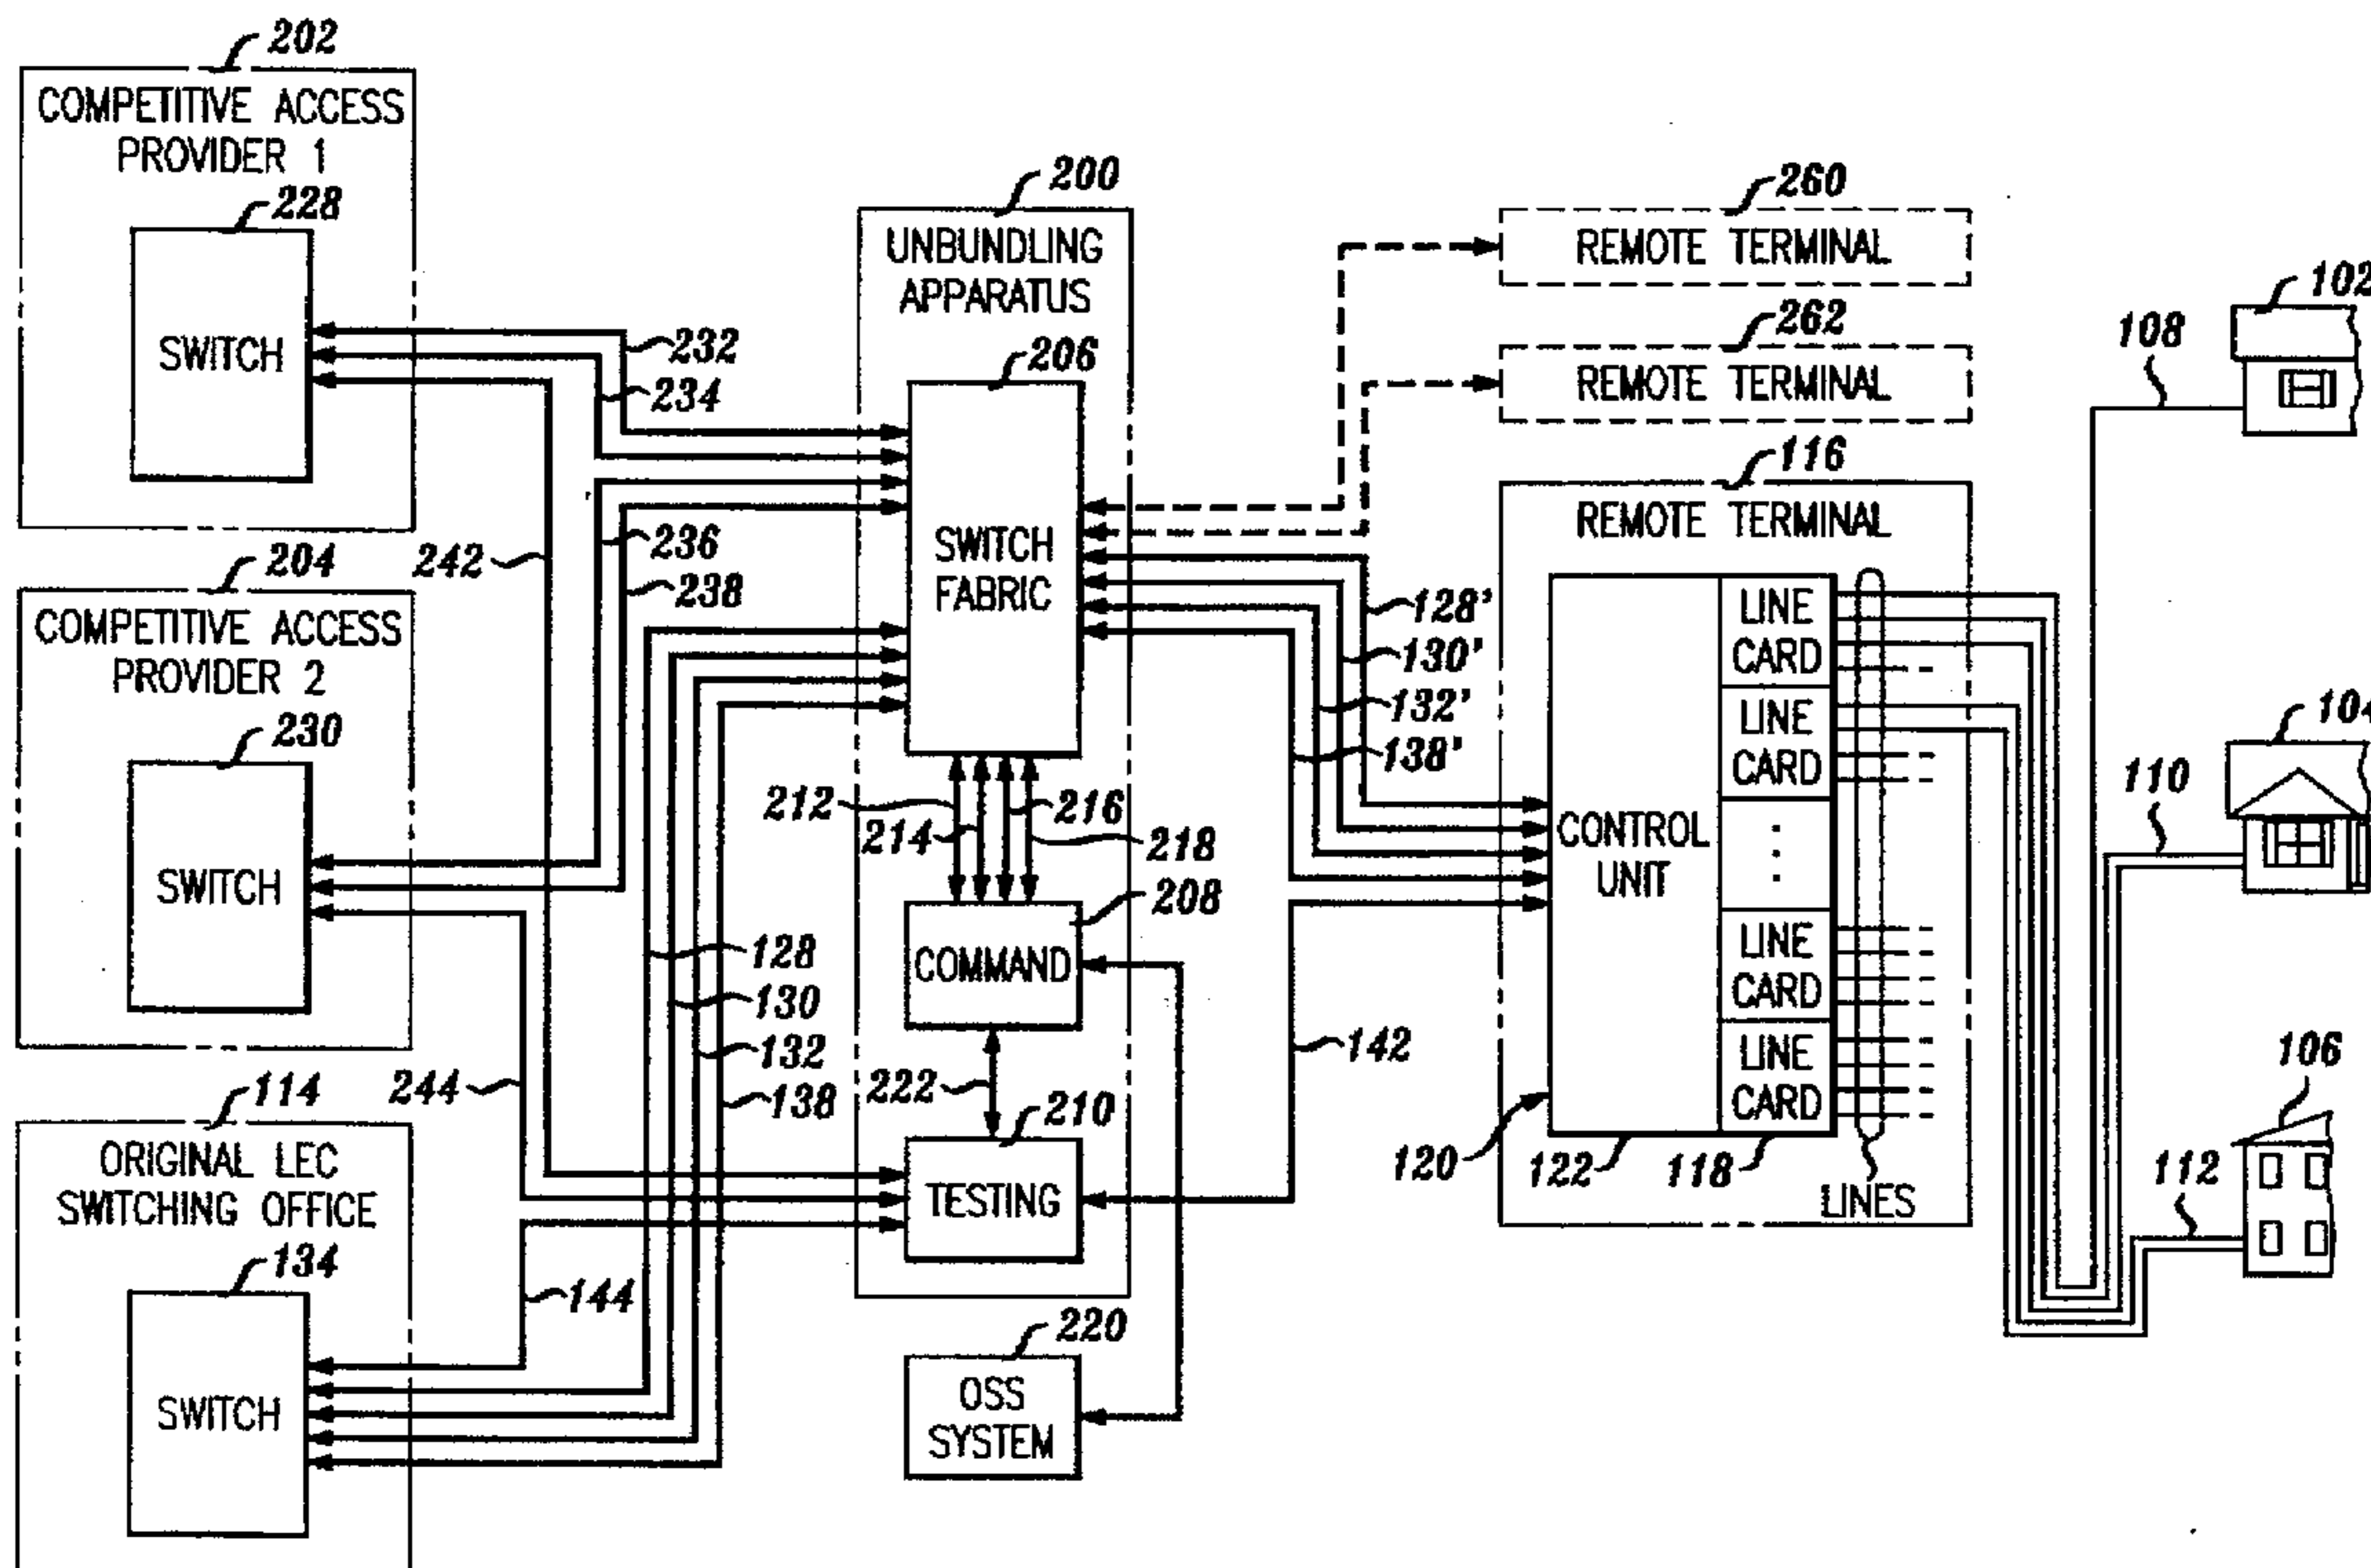 202
COMPETITIVE ACCESS
PROVIDER 1
228
SWITCH
204
COMPETITIVE ACCESS
PROVIDER 2
230
SWITCH
114
ORIGINAL LEC
SWITCHING OFFICE
134
SWITCH
232
234
236
238
242
244
128
130
132
138
144
200
UNBUNDLING
APPARATUS
206
SWITCH
FABRIC
212
214
216
218
208
COMMAND
222
210
TESTING
220
OSS
SYSTEM
260
REMOTE TERMINAL
262
REMOTE TERMINAL
116
REMOTE TERMINAL
128'
130'
132'
138'
142
CONTROL
UNIT
LINE
CARD
LINE
CARD
LINE
CARD
LINE
CARD
120
122
118
LINES
108
102
110
104
112
106